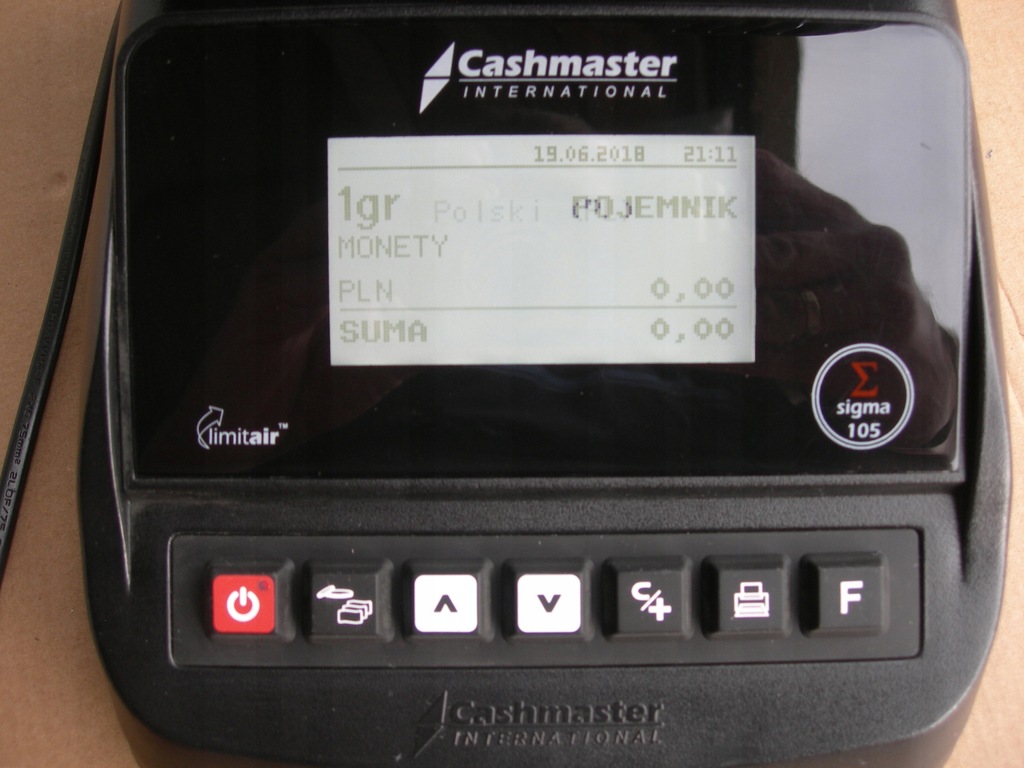 Cashmaster
INTERNATIONAL
19.06.2018 21:11
1gr Polski POJEMNIK
MONETY
PLN 0,00
SUMA 0,00
Σ
sigma
105
limitair™
C/+
F
Cashmaster
INTERNATIONAL